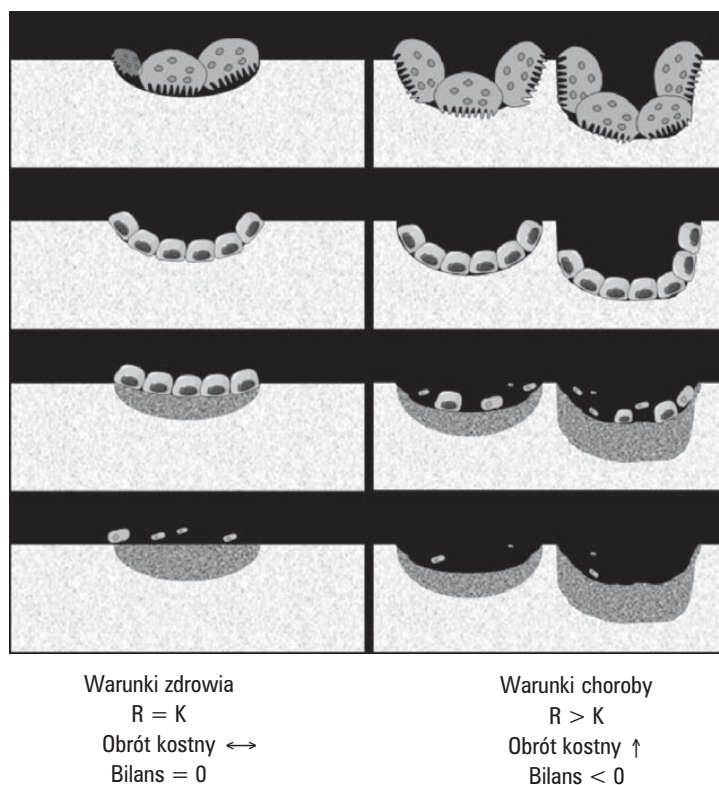 Warunki zdrowia
R = K
Obrót kostny ↔
Bilans = 0
Warunki choroby
R > K
Obrót kostny ↑
Bilans < 0